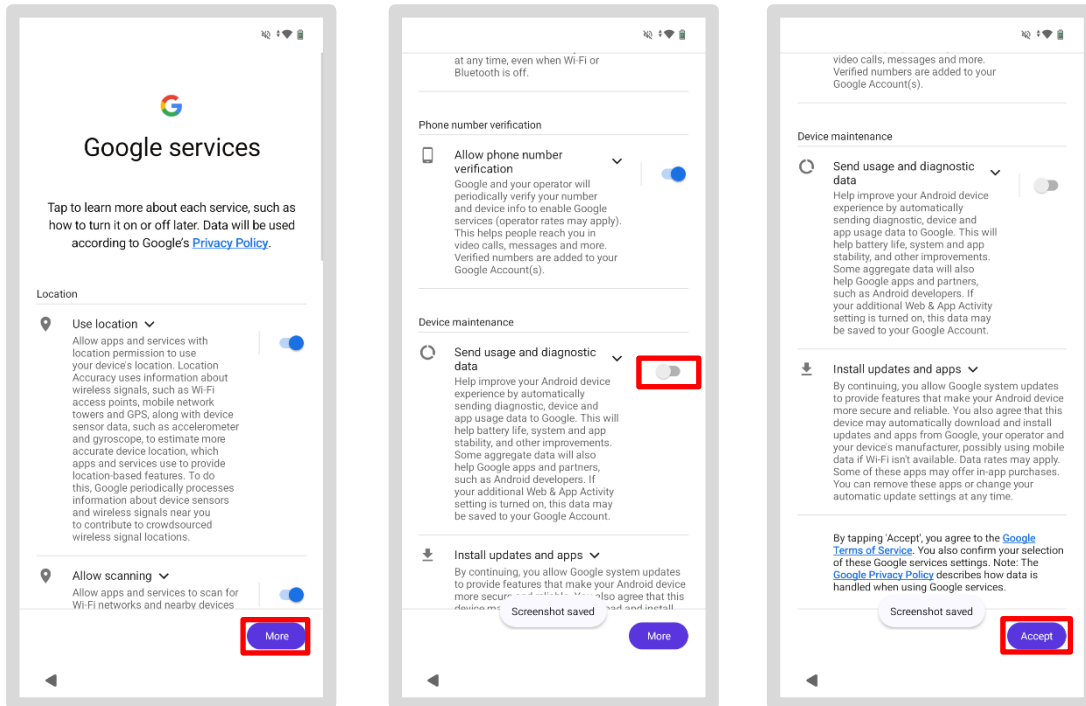 Google services
Tap to learn more about each service, such as
how to turn it on or off later. Data will be used
according to Google's Privacy Policy.
Location
Use location
Allow apps and services with
location permission to use
your device's location. Location
Accuracy uses information about
wireless signals, such as Wi-Fi
access points, mobile network
towers and GPS, along with device
sensor data, such as accelerometer
and gyroscope, to estimate more
accurate device location, which
apps and services use to provide
location-based features. To do
this, Google periodically processes
information about device sensors
and wireless signals near you
to contribute to crowdsourced
wireless signal locations.
Allow scanning
Allow apps and services to scan for
Wi-Fi networks and nearby devices
More
at any time, even when Wi-Fi or
Bluetooth is off.
Phone number verification
Allow phone number
verification
Google and your operator will
periodically verify your number
and device info to enable Google
services (operator rates may apply).
This helps people reach you in
video calls, messages and more.
Verified numbers are added to your
Google Account(s).
Device maintenance
Send usage and diagnostic
data
Help improve your Android device
experience by automatically
sending diagnostic, device and
app usage data to Google. This will
help battery life, system and app
stability, and other improvements.
Some aggregate data will also
help Google apps and partners,
such as Android developers. If
your additional Web & App Activity
setting is turned on, this data may
be saved to your Google Account.
Install updates and apps
By continuing, you allow Google system updates
to provide features that make your Android device
more secure and reliable. You also agree that this
device and install
Screenshot saved
More
video calls, messages and more.
Verified numbers are added to your
Google Account(s).
Device maintenance
Send usage and diagnostic
data
Help improve your Android device
experience by automatically
sending diagnostic, device and
app usage data to Google. This will
help battery life, system and app
stability, and other improvements.
Some aggregate data will also
help Google apps and partners,
such as Android developers. If
your additional Web & App Activity
setting is turned on, this data may
be saved to your Google Account.
Install updates and apps
By continuing, you allow Google system updates
to provide features that make your Android device
more secure and reliable. You also agree that this
device may automatically download and install
updates and apps from Google, your operator and
your device's manufacturer, possibly using mobile
data if Wi-Fi isn't available. Data rates may apply.
Some of these apps may offer in-app purchases.
You can remove these apps or change your
automatic update settings at any time.
By tapping 'Accept', you agree to the Google
Terms of Service. You also confirm your selection
of these Google services settings. Note: The
Google Privacy Policy describes how data is
handled when using Google services.
Screenshot saved
Accept